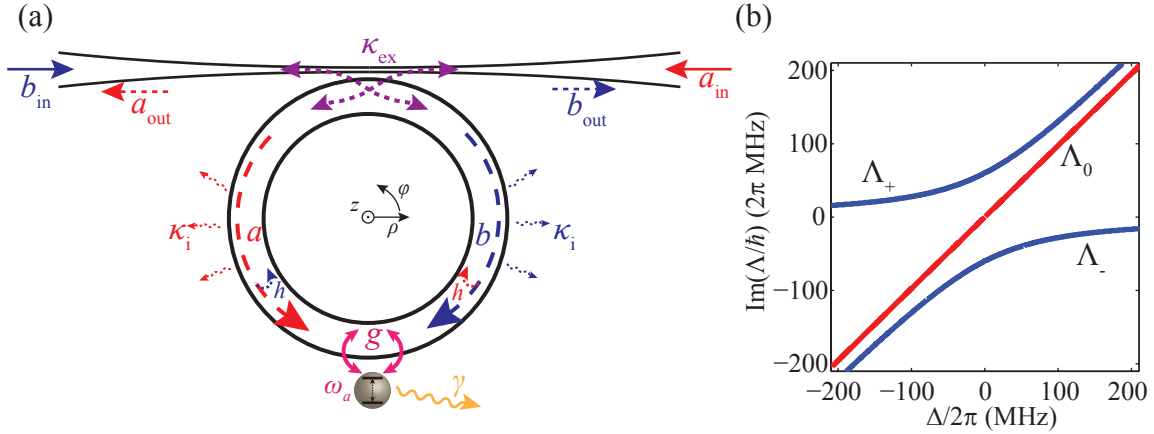 (a)
κex
bin
aout
bout
ain
φ
z
ρ
κi
a
b
κi
h
h
g
ωa
γ
(b)
Im(Λ/ħ) (2π MHz)
200
100
0
−100
−200
Λ+
Λ0
Λ-
−200
−100
0
100
200
Δ/2π (MHz)